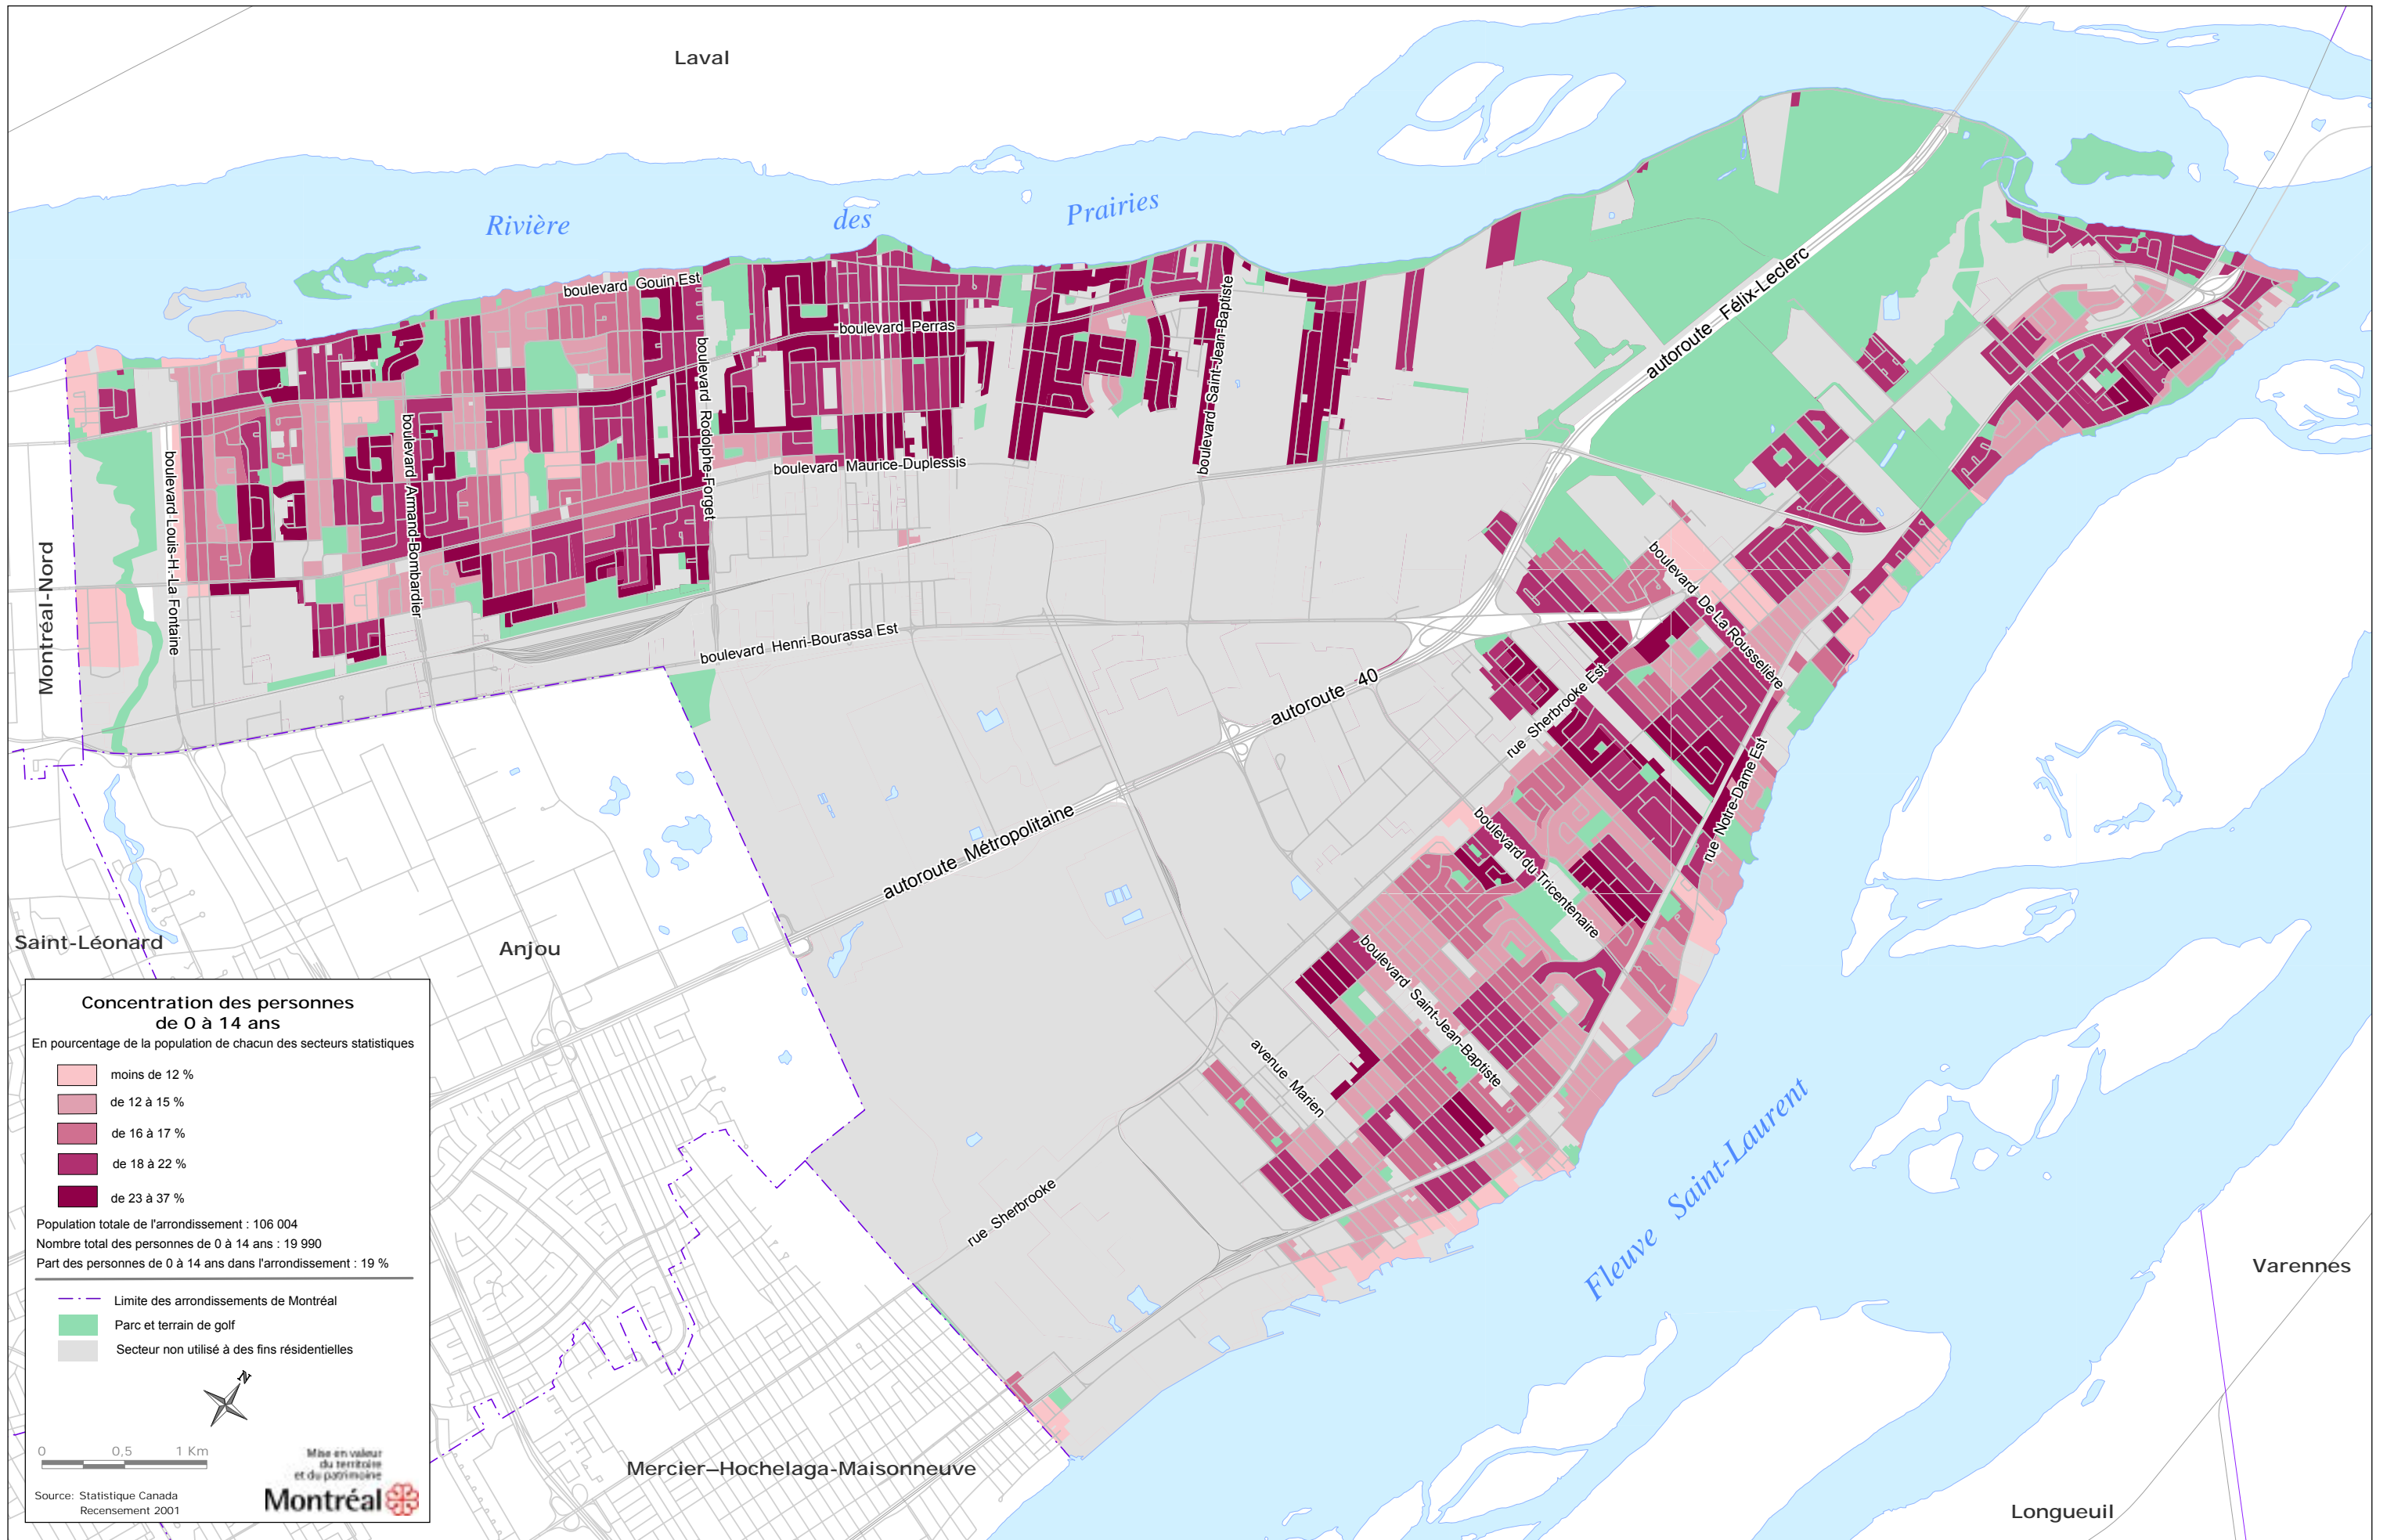 Laval
Rivière des Prairies
boulevard Gouin Est
boulevard Perras
boulevard Saint-Jean-Baptiste
autoroute Félix-Leclerc
boulevard Rodolphe-Forget
boulevard Maurice-Duplessis
boulevard Armand-Bombardier
boulevard Louis-H.-La Fontaine
Montréal-Nord
boulevard Henri-Bourassa Est
boulevard De La Rousselière
autoroute 40
rue Sherbrooke Est
rue Notre-Dame Est
autoroute Métropolitaine
boulevard du Tricentenaire
boulevard Saint-Jean-Baptiste
avenue Marien
rue Sherbrooke
Saint-Léonard
Anjou
Fleuve Saint-Laurent
Varennes
Mercier–Hochelaga-Maisonneuve
Longueuil
Concentration des personnes
de 0 à 14 ans
En pourcentage de la population de chacun des secteurs statistiques
moins de 12 %
de 12 à 15 %
de 16 à 17 %
de 18 à 22 %
de 23 à 37 %
Population totale de l'arrondissement : 106 004
Nombre total des personnes de 0 à 14 ans : 19 990
Part des personnes de 0 à 14 ans dans l'arrondissement : 19 %
Limite des arrondissements de Montréal
Parc et terrain de golf
Secteur non utilisé à des fins résidentielles
N
0 0,5 1 Km
Mise en valeur
du territoire
et du patrimoine
Montréal
Source: Statistique Canada
Recensement 2001